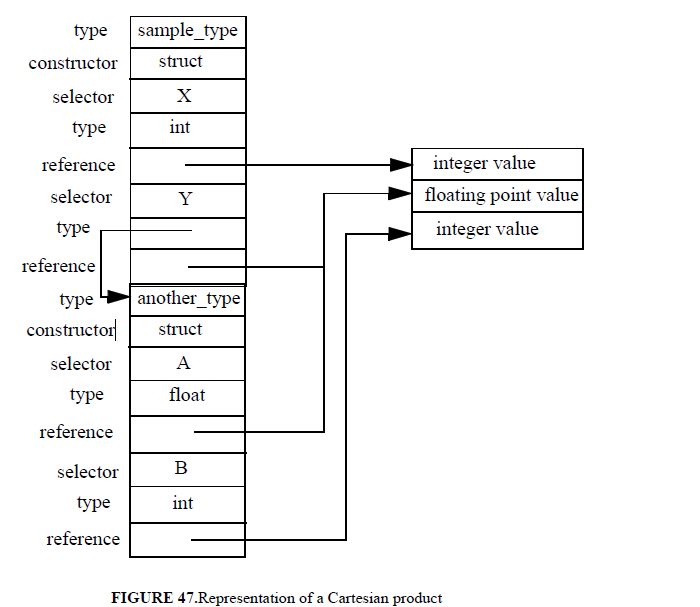 type sample_type
constructor struct
selector X
type int
reference integer value
selector Y floating point value
type integer value
reference
type another_type
constructor struct
selector A
type float
reference
selector B
type int
reference
FIGURE 47.Representation of a Cartesian product